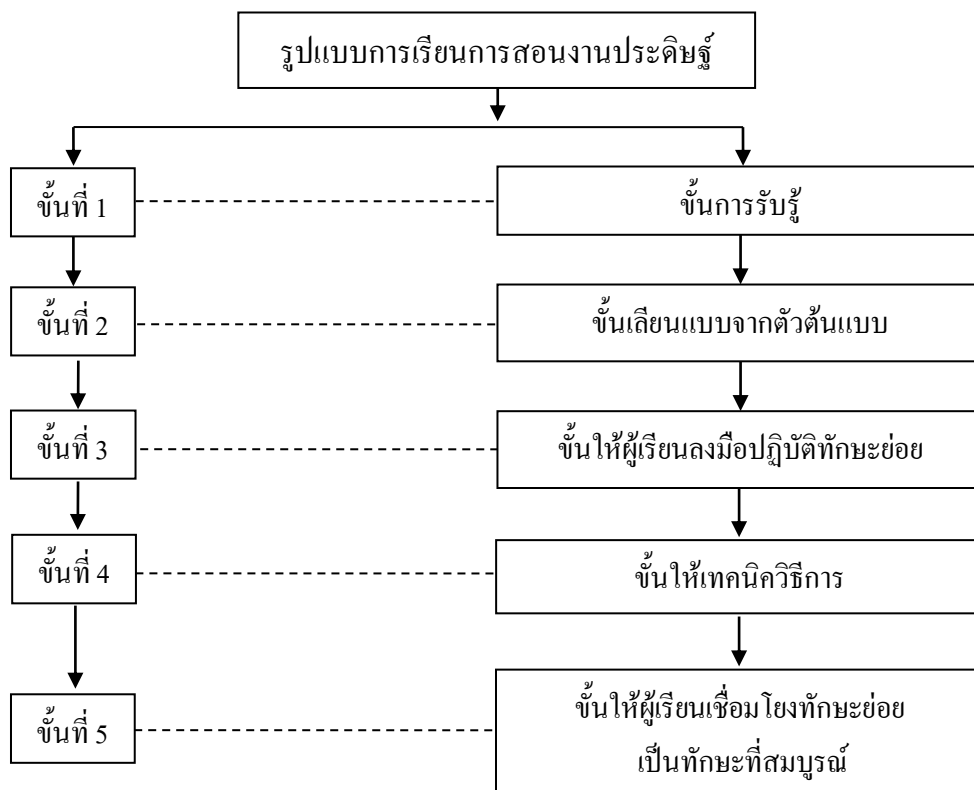 รูปแบบการเรียนการสอนงานประดิษฐ์
ขั้นที่ 1
ขั้นการรับรู้
ขั้นที่ 2
ขั้นเลียนแบบจากตัวต้นแบบ
ขั้นที่ 3
ขั้นให้ผู้เรียนลงมือปฏิบัติทักษะย่อย
ขั้นที่ 4
ขั้นให้เทคนิควิธีการ
ขั้นที่ 5
ขั้นให้ผู้เรียนเชื่อมโยงทักษะย่อย
เป็นทักษะที่สมบูรณ์